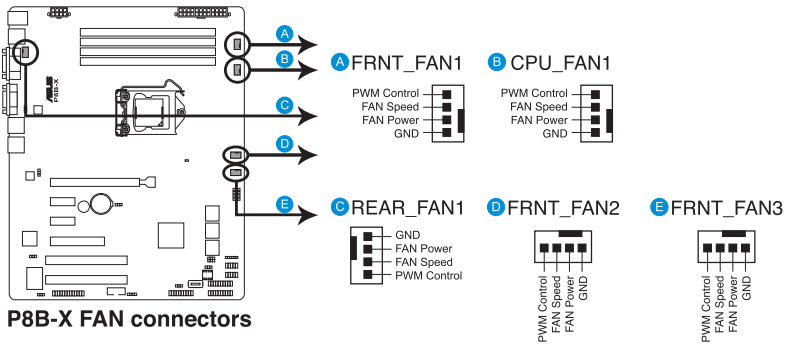 A
B
C
D
E
ASUS
P8B-X
A FRNT_FAN1
PWM Control
FAN Speed
FAN Power
GND
B CPU_FAN1
PWM Control
FAN Speed
FAN Power
GND
C REAR_FAN1
GND
FAN Power
FAN Speed
PWM Control
D FRNT_FAN2
PWM Control
FAN Speed
FAN Power
GND
E FRNT_FAN3
PWM Control
FAN Speed
FAN Power
GND
P8B-X FAN connectors